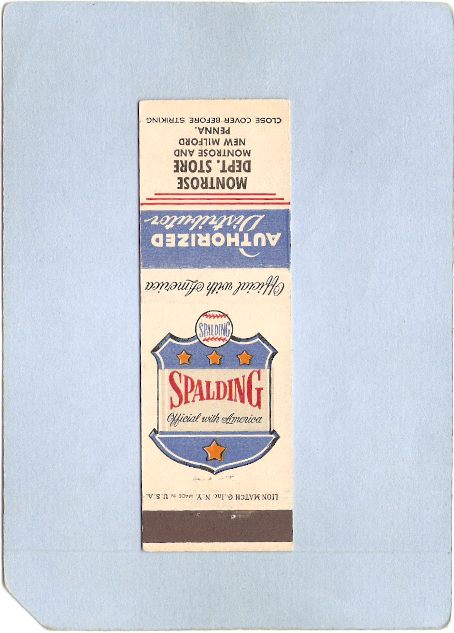 SPALDING
SPALDING
Official with America
Official with America
AUTHORIZED
Distributor
MONTROSE
DEPT. STORE
MONTROSE AND
NEW MILFORD
PENNA.
CLOSE COVER BEFORE STRIKING
LION MATCH Co. Inc. N.Y. MADE IN U.S.A.